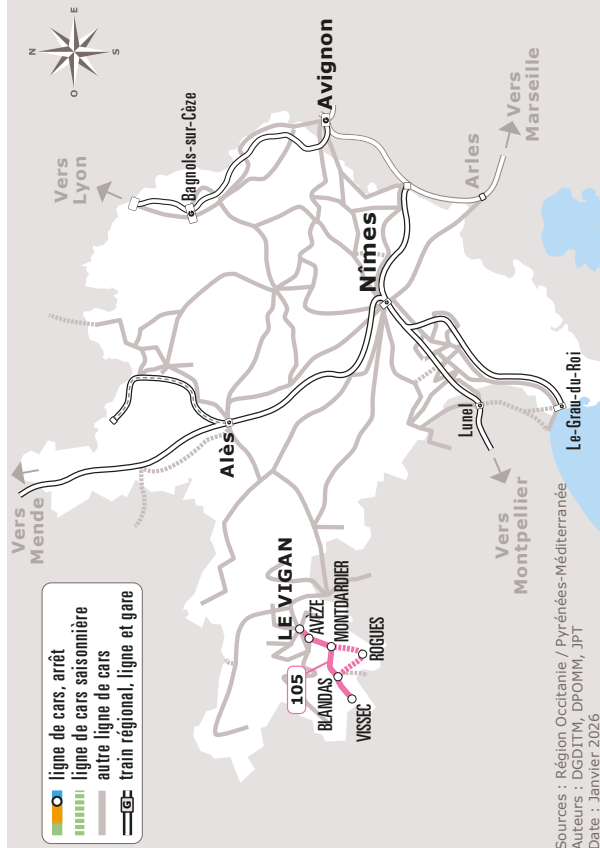 N
E
S
O
Vers
Lyon
Bagnols-sur-Cèze
Avignon
Vers
Marseille
Arles
Nîmes
Vers
Mende
Alès
Lunel
Le-Grau-du-Roi
Vers
Montpellier
LE VIGAN
AVÈZE
MONTDARDIER
ROGUES
105
BLANDAS
VISSEC
ligne de cars, arrêt
ligne de cars saisonnière
autre ligne de cars
G train régional, ligne et gare
Sources : Région Occitanie / Pyrénées-Méditerranée
Auteurs : DGDITM, DPOMM, JPT
Date : Janvier 2026